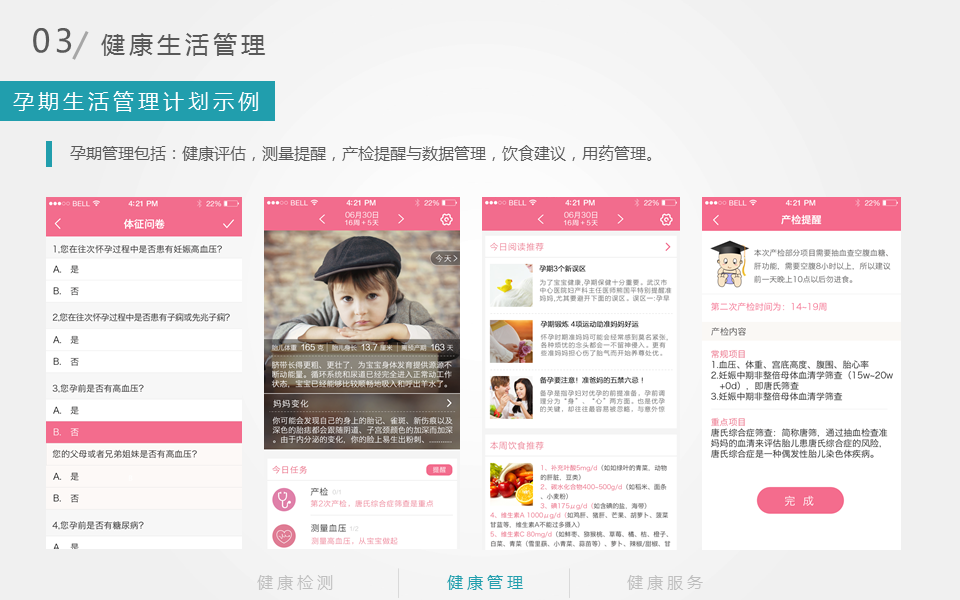 03/ 健康生活管理
孕期生活管理计划示例
孕期管理包括：健康评估，测量提醒，产检提醒与数据管理，饮食建议，用药管理。
BELL 4:21 PM 22%
体征问卷
1,您在往次怀孕过程中是否患有妊娠高血压?
A. 是
B. 否
2,您在往次怀孕过程中是否患有子痫或先兆子痫?
A. 是
B. 否
3,您孕前是否有高血压?
A. 是
B. 否
您的父母或者兄弟姐妹是否有高血压?
A. 是
B. 否
4,您孕前是否有糖尿病?
A. 是
BELL 4:21 PM 22%
06月30日
16周 + 5天
今天
胎儿体重 165 克 胎儿身长 13.7 厘米 离预产期 163 天
脐带长得更粗、更壮了，为宝宝身体发育提供源源不
断动能量。循环系统和尿道已经完全进入正常动工作
状态，宝宝已经能够比较顺畅地吸入和呼出羊水了。
妈妈变化
你可能会发现自己的身上的胎记、雀斑、新伤痕以及
深色的胎痣都会跟随阴道、子宫颈颜色的加深而加深
。由于内分泌的变化，你的脸上易生出粉刺、............
今日任务 提醒
产检 0/1
第2次产检，唐氏综合症筛查是重点
测量血压 1/2
测量高血压，从宝宝做起
BELL 4:21 PM 22%
06月30日
16周 + 5天
今日阅读推荐
孕期3个新误区
为了宝宝健康,孕期保健十分重要。武汉市
中心医院妇产科主任医师熊国平特别提醒准
妈妈,尤其要避开下面的误区。误区一:孕早
孕期锻炼 4项运动助准妈妈好运
怀孕时期准妈妈可能会经常感到莫名紧张,
各种烦忧的念头都会一不留神侵入。更有
些准妈妈担心伤了胎气而开始养尊处优。
备孕要注意！准爸妈的五禁六忌！
备孕是指孕妇对优孕的前提准备，孕前调
理分为“身”、“心”两方面，也是优孕
的关键，却往往最容易被忽略，与意外惊
本周饮食推荐
1、补充叶酸5mg/d（如如绿叶的青菜、动物
的肝脏、豆类）
2、碳水化合物400-500g/d（如稻米、面条
、小麦粉）
3、碘175μg/d（如含碘的盐、海带）
4、维生素A 1000μg/d（如鸡肝，猪肝，芒果、胡萝卜、菠菜
甘蓝等，维生素A不能过多摄入）
5、维生素C 80mg/d（如鲜枣、猕猴桃、草莓、橘、桔、橙子、
日菜、青菜（雪里蕻、小青菜、蒜苗等）、萝卜、辣椒/甜椒、甘
BELL 4:21 PM 22%
产检提醒
本次产检部分项目需要抽血查空腹血糖、
肝功能，需要空腹8小时以上，所以建议
前一天晚上10点以后勿进食。
第二次产检时间为：14~19周
产检内容
常规项目
1.血压、体重、宫底高度、腹围、胎心率
2.妊娠中期非整倍母体血清学筛查（15w~20w
+0d），即唐氏筛查
3.妊娠中期非整倍母体血清学筛查
重点项目
唐氏综合症筛查：简称唐筛，通过抽血检查准
妈妈的血清来评估胎儿患唐氏综合症的风险，
唐氏综合症是一种偶发性胎儿染色体疾病。
完 成
健康检测 健康管理 健康服务